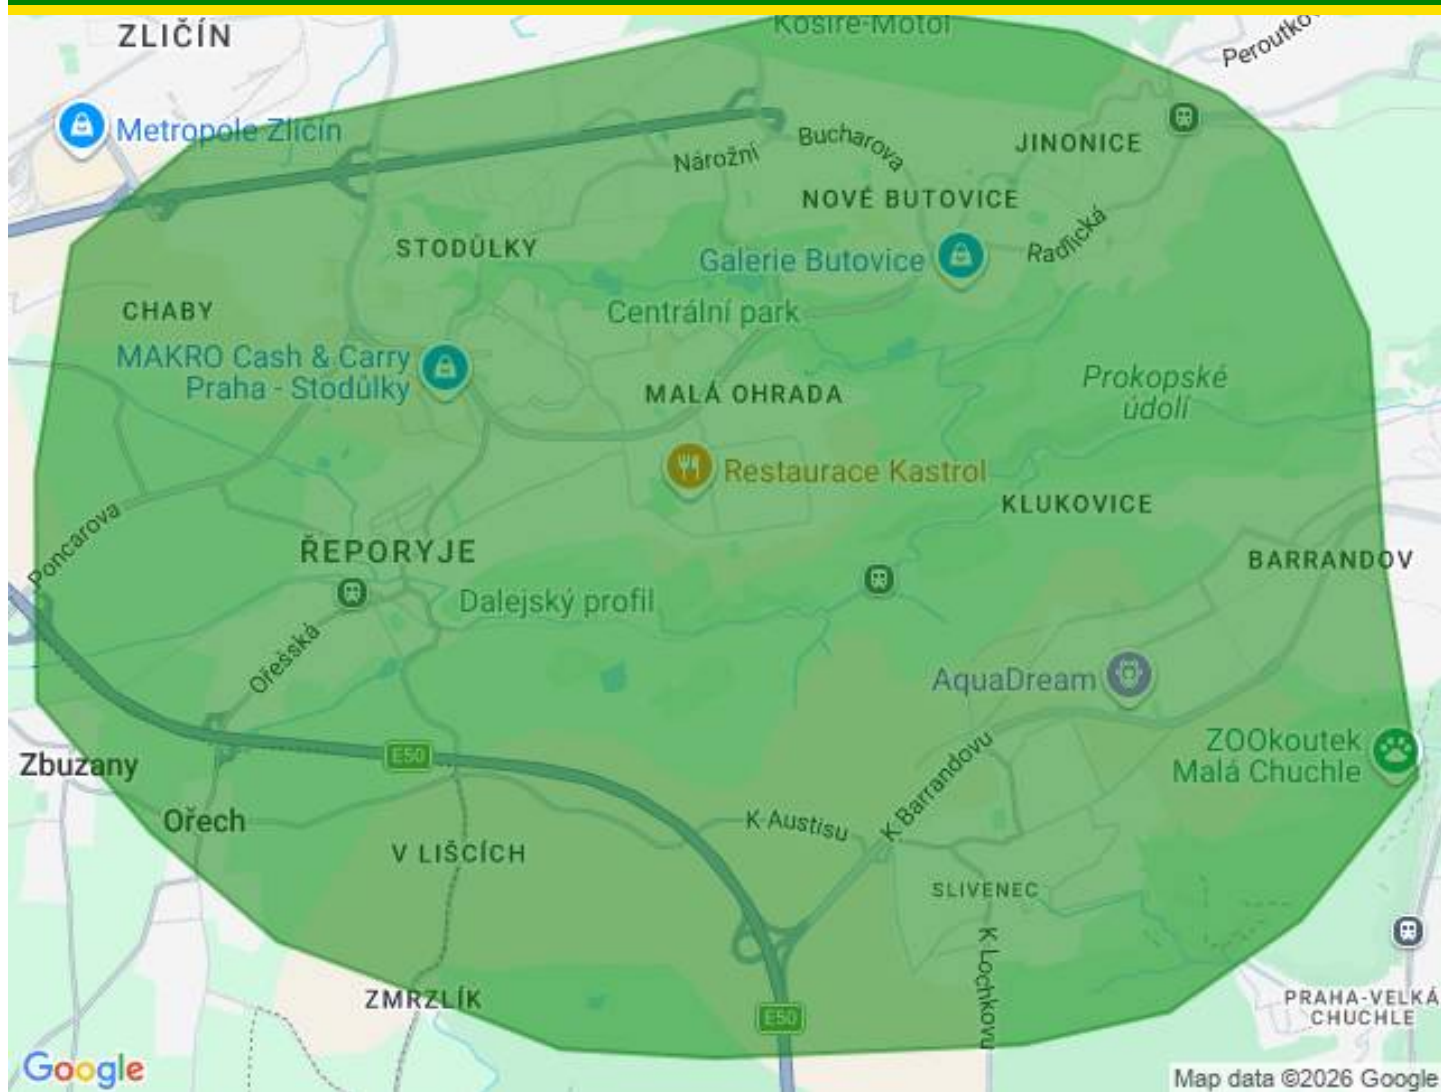 Košíře-Motol
ZLIČÍN
Peroutko
Metropole Zličín
Bucharova
JINONICE
Nárožní
NOVÉ BUTOVICE
Radlická
STODŮLKY
Galerie Butovice
CHABY
Centrální park
MAKRO Cash & Carry
Praha - Stodůlky
MALÁ OHRADA
Prokopské
údolí
Restaurace Kastrol
KLUKOVICE
Poncarova
ŘEPORYJE
BARRANDOV
Dalejský profil
Ořešská
AquaDream
ZOOkoutek
Malá Chuchle
Zbuzany
E50
K Barrandovu
Ořech
K Austisu
V LIŠCÍCH
SLIVENEC
K Lochkovu
ZMRZLÍK
E50
PRAHA-VELKÁ
CHUCHLE
Google
Map data ©2026 Google